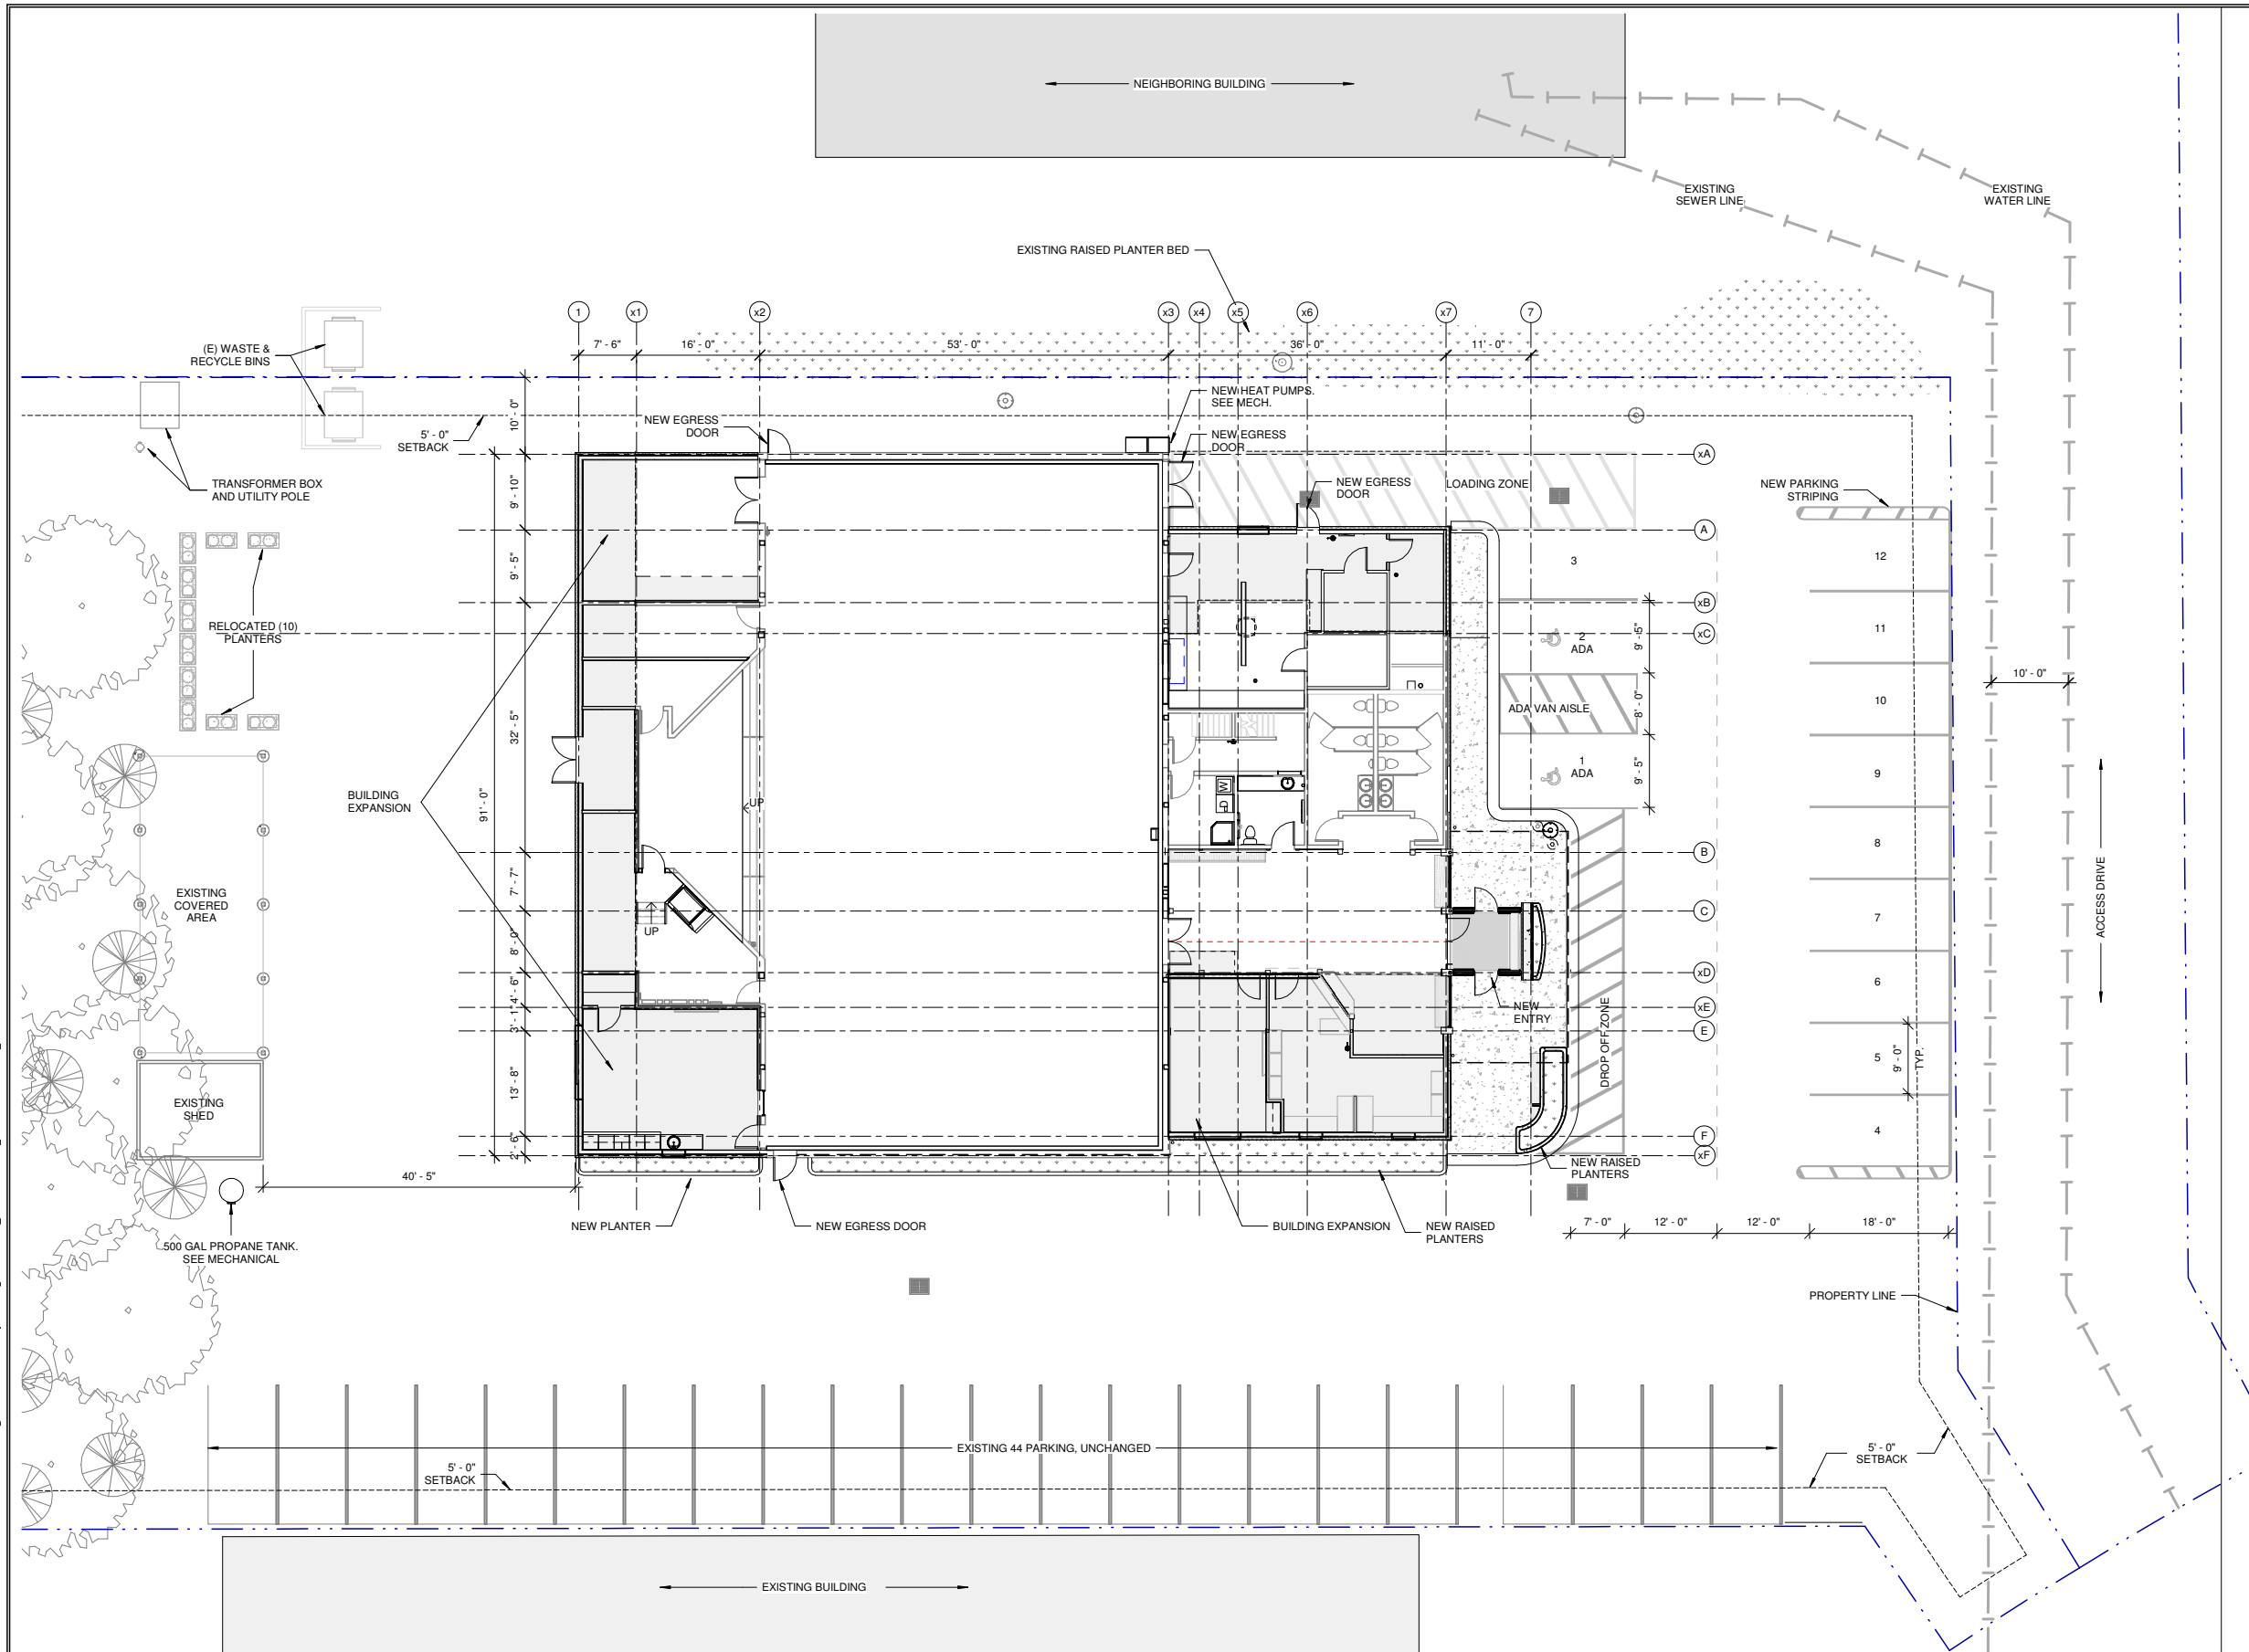 NEIGHBORING BUILDING
EXISTING
SEWER LINE
EXISTING
WATER LINE
EXISTING RAISED PLANTER BED
1
x1
x2
x3
x4
x5
x6
x7
7
7' - 6"
16' - 0"
53' - 0"
36' - 0"
11' - 0"
(E) WASTE &
RECYCLE BINS
10' - 0"
5' - 0"
SETBACK
NEW EGRESS
DOOR
NEW HEAT PUMPS.
SEE MECH.
NEW EGRESS
DOOR
xA
TRANSFORMER BOX
AND UTILITY POLE
9' - 10"
NEW EGRESS
DOOR
LOADING ZONE
NEW PARKING
STRIPING
A
9' - 5"
3
12
xB
RELOCATED (10)
PLANTERS
xC
2
ADA
9' - 5"
11
10' - 0"
32' - 5"
ADA VAN AISLE
8' - 0"
10
1
ADA
9' - 5"
9
BUILDING
EXPANSION
91' - 0"
UP
W
D
8
B
ACCESS DRIVE
7' - 7"
EXISTING
COVERED
AREA
C
7
UP
8' - 0"
xD
6
4' - 6"
NEW
ENTRY
xE
3' - 1"
E
DROP OFF ZONE
5
9' - 0"
TYP.
13' - 8"
EXISTING
SHED
4
F
2' - 6"
xF
40' - 5"
NEW RAISED
PLANTERS
NEW PLANTER
NEW EGRESS DOOR
BUILDING EXPANSION
NEW RAISED
PLANTERS
7' - 0"
12' - 0"
12' - 0"
18' - 0"
500 GAL PROPANE TANK.
SEE MECHANICAL
PROPERTY LINE
EXISTING 44 PARKING, UNCHANGED
5' - 0"
SETBACK
5' - 0"
SETBACK
EXISTING BUILDING